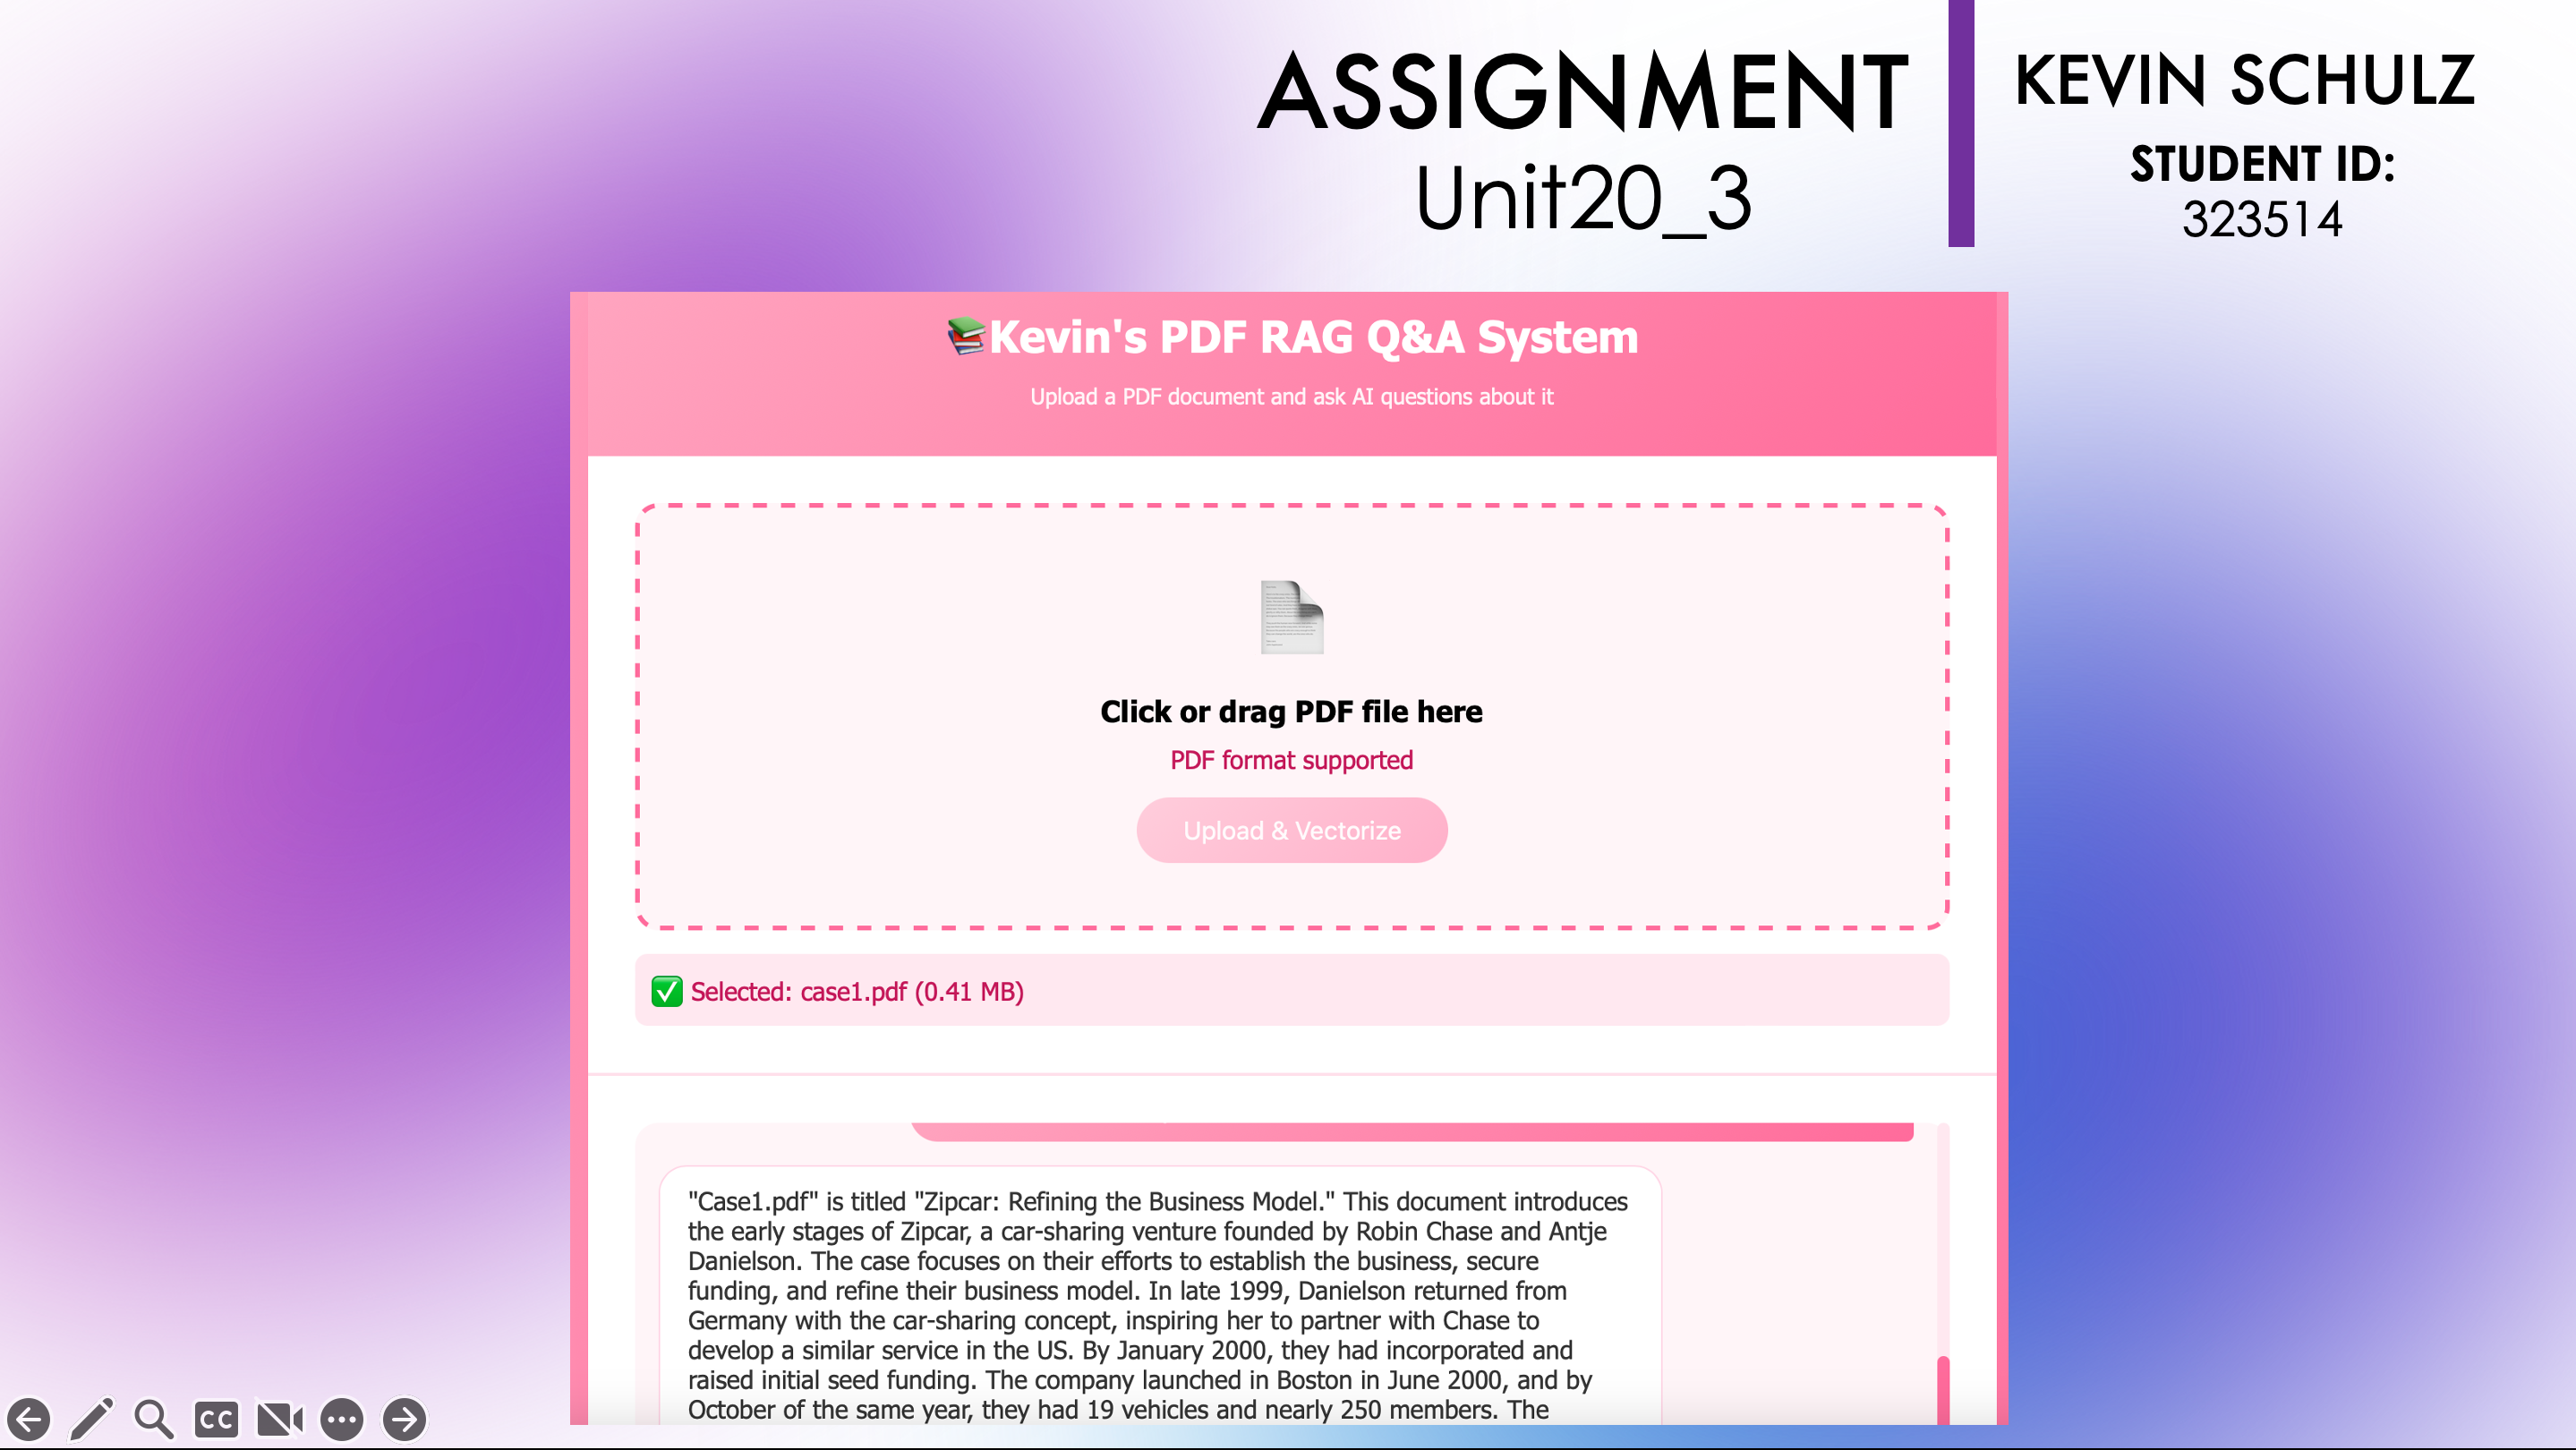 ASSIGNMENT
Unit20_3
KEVIN SCHULZ
STUDENT ID:
323514
Kevin's PDF RAG Q&A System
Upload a PDF document and ask AI questions about it
Click or drag PDF file here
PDF format supported
Upload & Vectorize
Selected: case1.pdf (0.41 MB)
"Case1.pdf" is titled "Zipcar: Refining the Business Model." This document introduces
the early stages of Zipcar, a car-sharing venture founded by Robin Chase and Antje
Danielson. The case focuses on their efforts to establish the business, secure
funding, and refine their business model. In late 1999, Danielson returned from
Germany with the car-sharing concept, inspiring her to partner with Chase to
develop a similar service in the US. By January 2000, they had incorporated and
raised initial seed funding. The company launched in Boston in June 2000, and by
October of the same year, they had 19 vehicles and nearly 250 members. The
CC